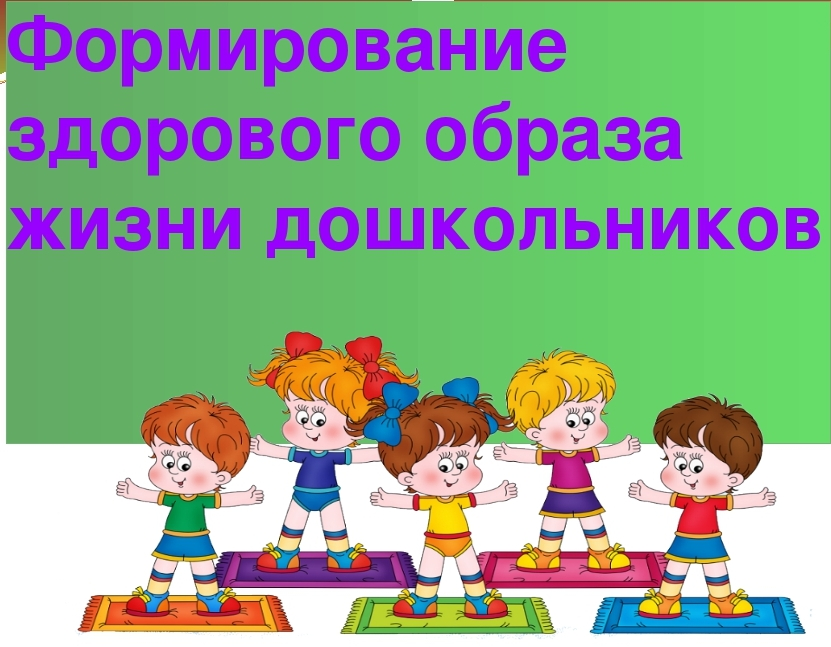 Формирование
здорового образа
жизни дошкольников